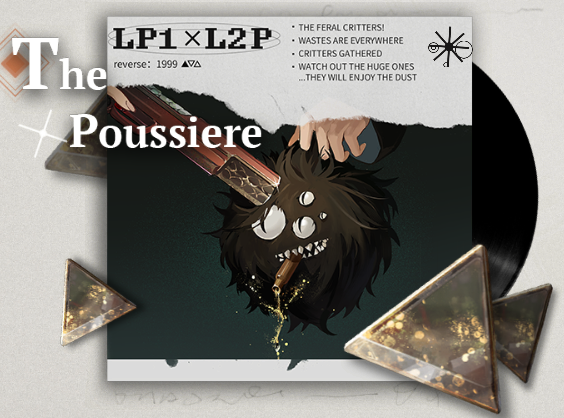 LP1×L2P
reverse: 1999
• THE FERAL CRITTERS!
• WASTES ARE EVERYWHERE
• CRITTERS GATHERED
• WATCH OUT THE HUGE ONES
...THEY WILL ENJOY THE DUST
The
Poussiere